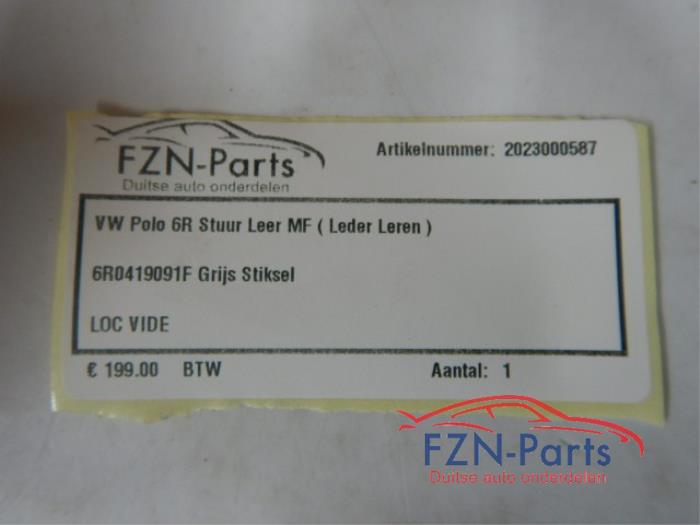 FZN-Parts
Duitse auto onderdelen
Artikelnummer: 2023000587
VW Polo 6R Stuur Leer MF ( Leder Leren )
6R0419091F Grijs Stiksel
LOC VIDE
€ 199.00 BTW
Aantal: 1
FZN-Parts
Duitse auto onderdelen